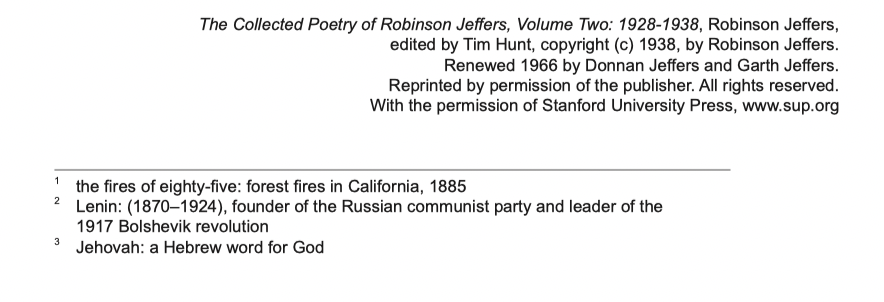 The Collected Poetry of Robinson Jeffers, Volume Two: 1928-1938, Robinson Jeffers,
edited by Tim Hunt, copyright (c) 1938, by Robinson Jeffers.
Renewed 1966 by Donnan Jeffers and Garth Jeffers.
Reprinted by permission of the publisher. All rights reserved.
With the permission of Stanford University Press, www.sup.org
1 the fires of eighty-five: forest fires in California, 1885
2 Lenin: (1870–1924), founder of the Russian communist party and leader of the
1917 Bolshevik revolution
3 Jehovah: a Hebrew word for God